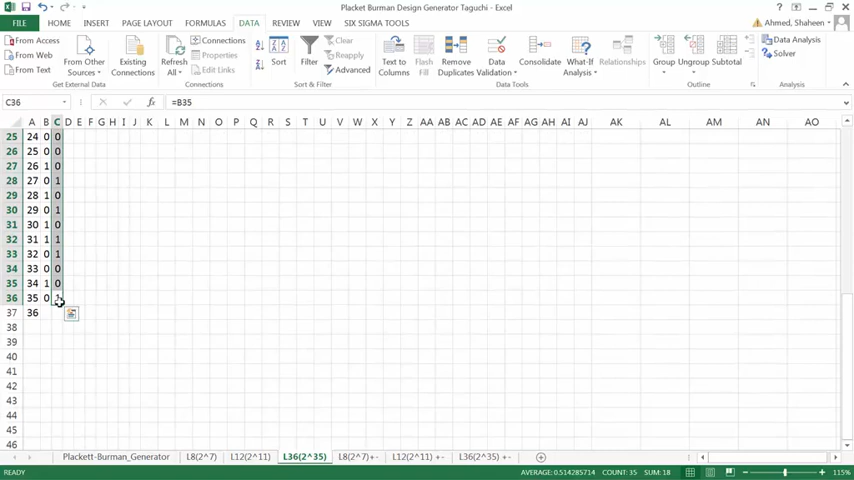 Placket Burman Design Generator Taguchi - Excel
FILE HOME INSERT PAGE LAYOUT FORMULAS DATA REVIEW VIEW SIX SIGMA TOOLS Ahmed, Shaheen
From Access
From Web
From Text
From Other Sources
Existing Connections
Get External Data
Refresh All
Connections
Properties
Edit Links
Connections
Sort
Filter
Clear
Reapply
Advanced
Sort & Filter
Text to Columns
Flash Fill
Remove Duplicates
Data Validation
Consolidate
What-If Analysis
Relationships
Data Tools
Group
Ungroup
Subtotal
Outline
Data Analysis
Solver
Analysis
C36 fx =B35
A B C D E F G H I J K L M N O P Q R S T U V W X Y Z AA AB AC AD AE AF AG AH AI AJ AK AL AM AN AO
25 24 0 0
26 25 0 0
27 26 1 0
28 27 0 1
29 28 1 0
30 29 0 1
31 30 1 0
32 31 1 1
33 32 0 1
34 33 0 0
35 34 1 0
36 35 0
37 36
38
39
40
41
42
43
44
45
46
Plackett-Burman_Generator L8(2^7) L12(2^11) L36(2^35) L8(2^7)+- L12(2^11) +- L36(2^35) +-
READY AVERAGE: 0.514285714 COUNT: 35 SUM: 18 115%